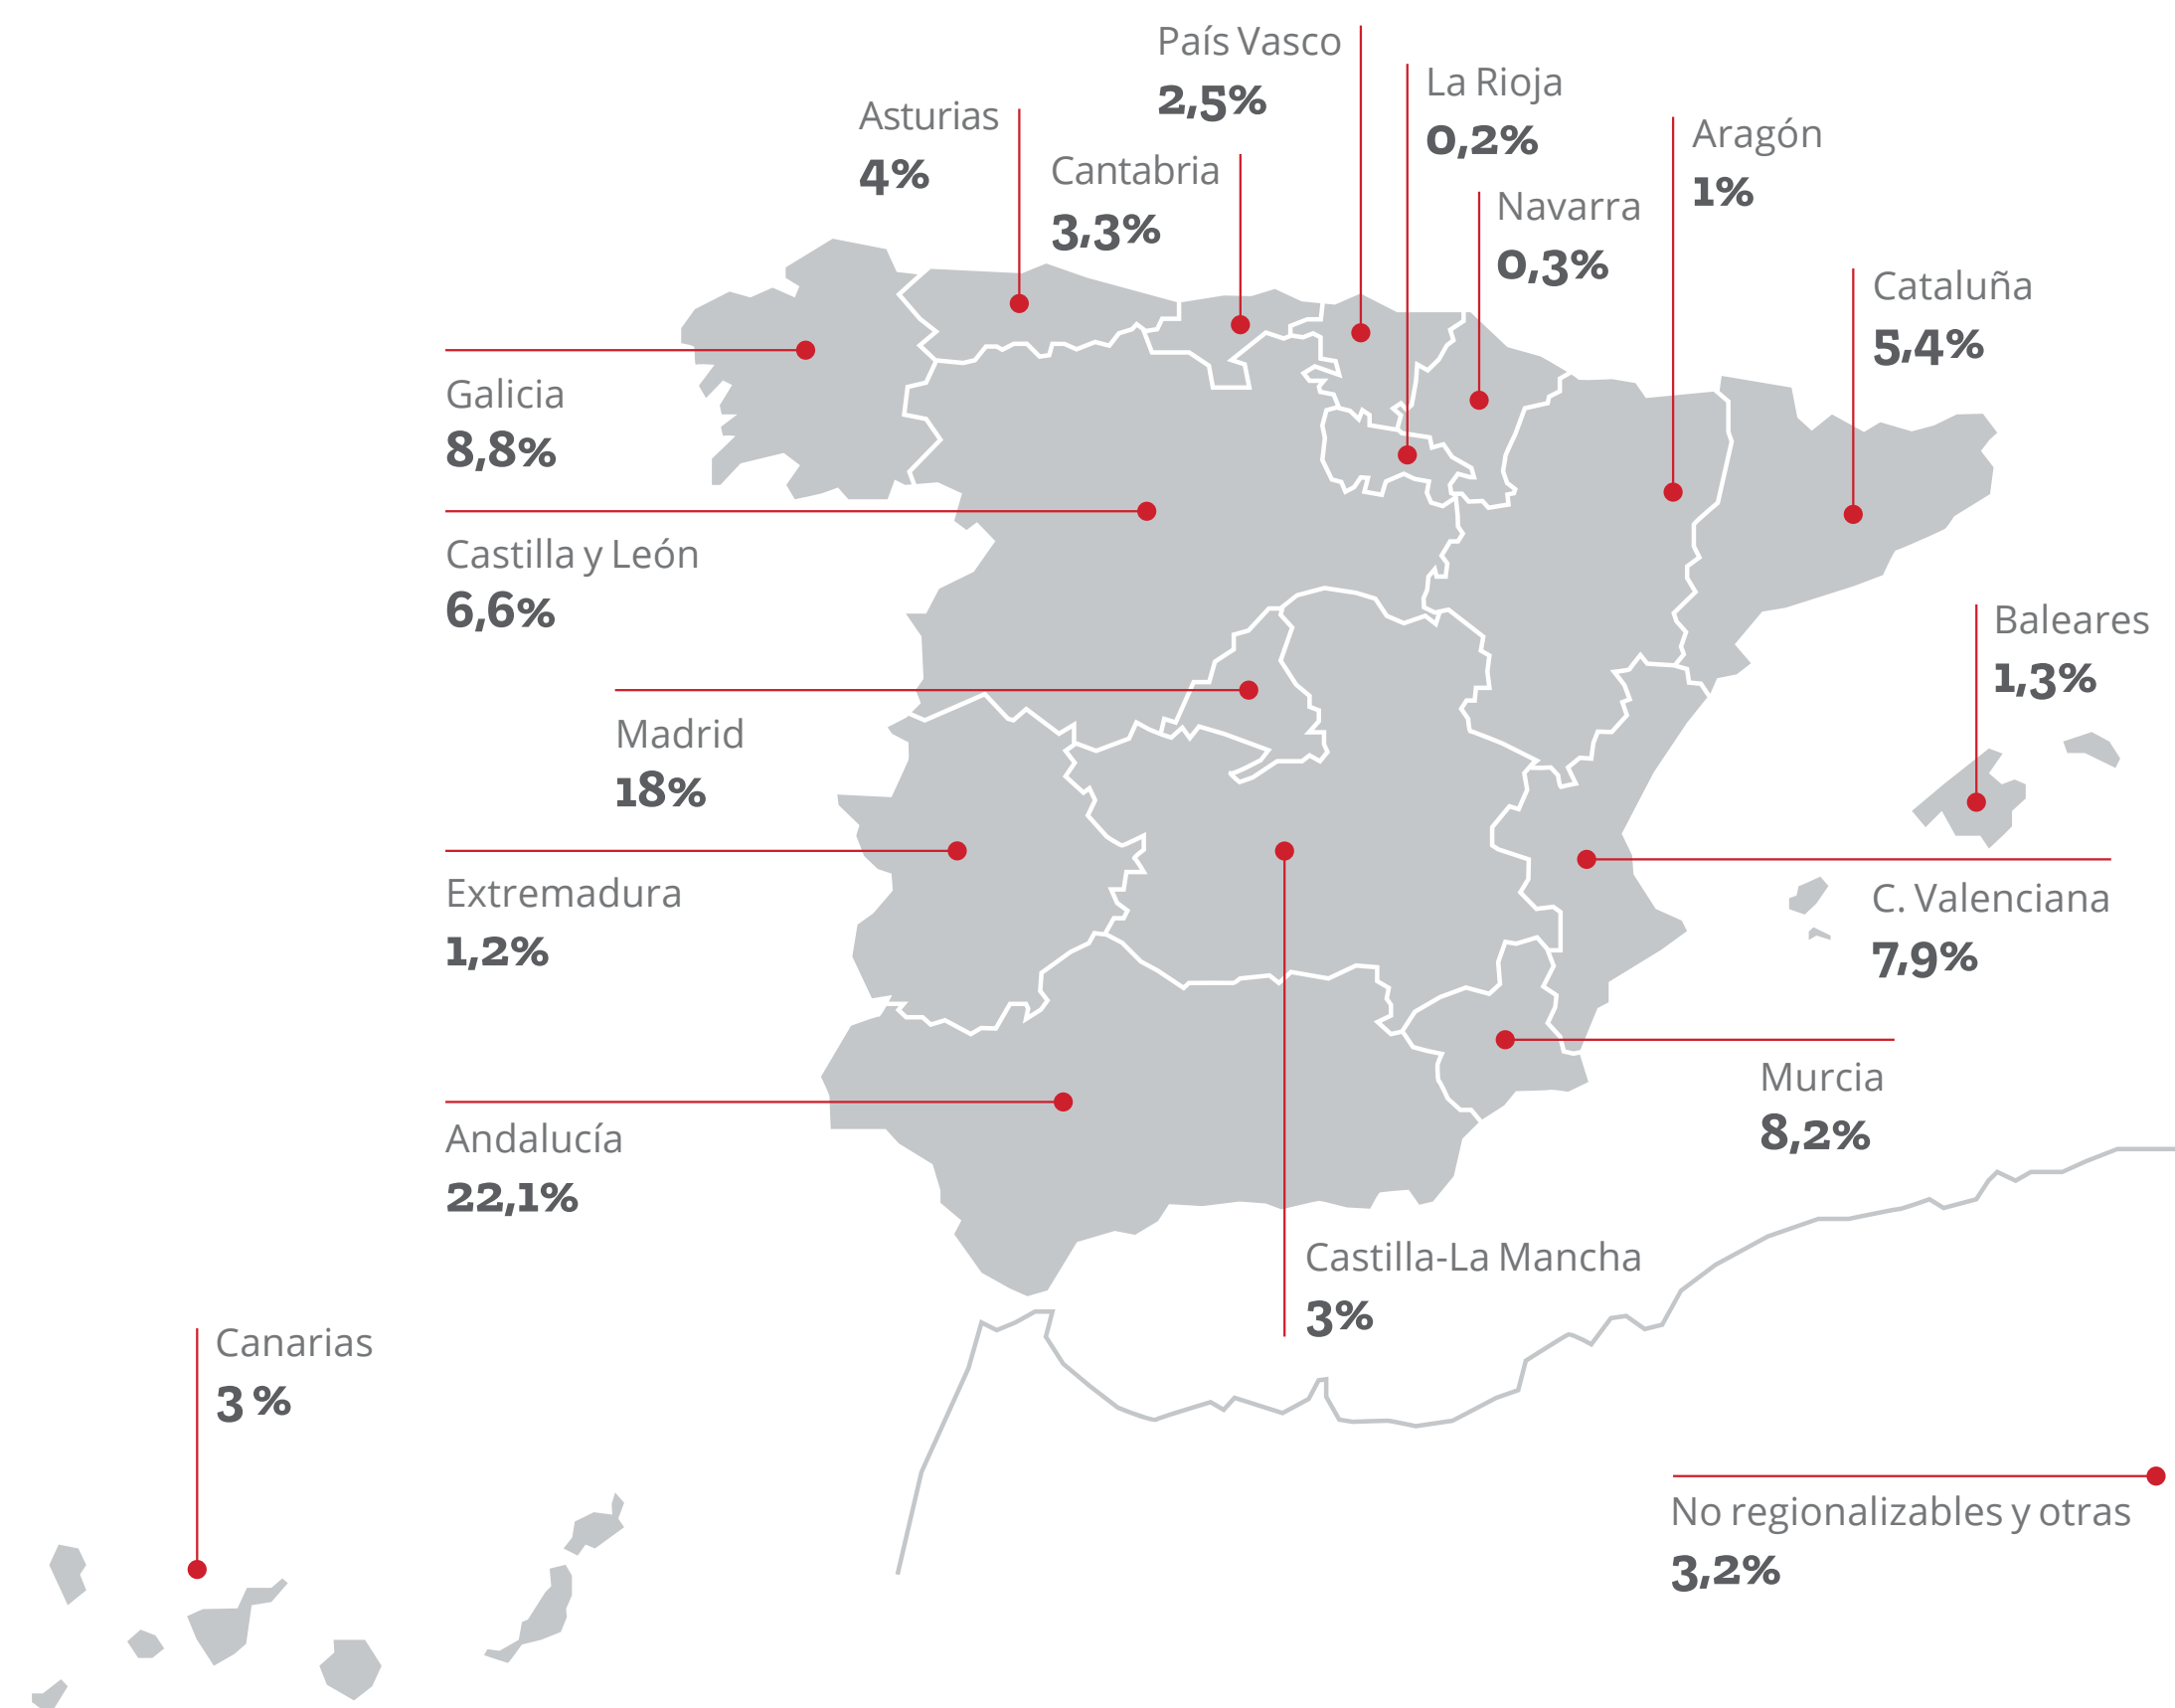 País Vasco
2,5%
La Rioja
0,2%
Asturias
4%
Aragón
1%
Cantabria
3,3%
Navarra
0,3%
Cataluña
5,4%
Galicia
8,8%
Castilla y León
6,6%
Baleares
1,3%
Madrid
18%
Extremadura
1,2%
C. Valenciana
7,9%
Murcia
8,2%
Andalucía
22,1%
Castilla-La Mancha
3%
Canarias
3 %
No regionalizables y otras
3,2%